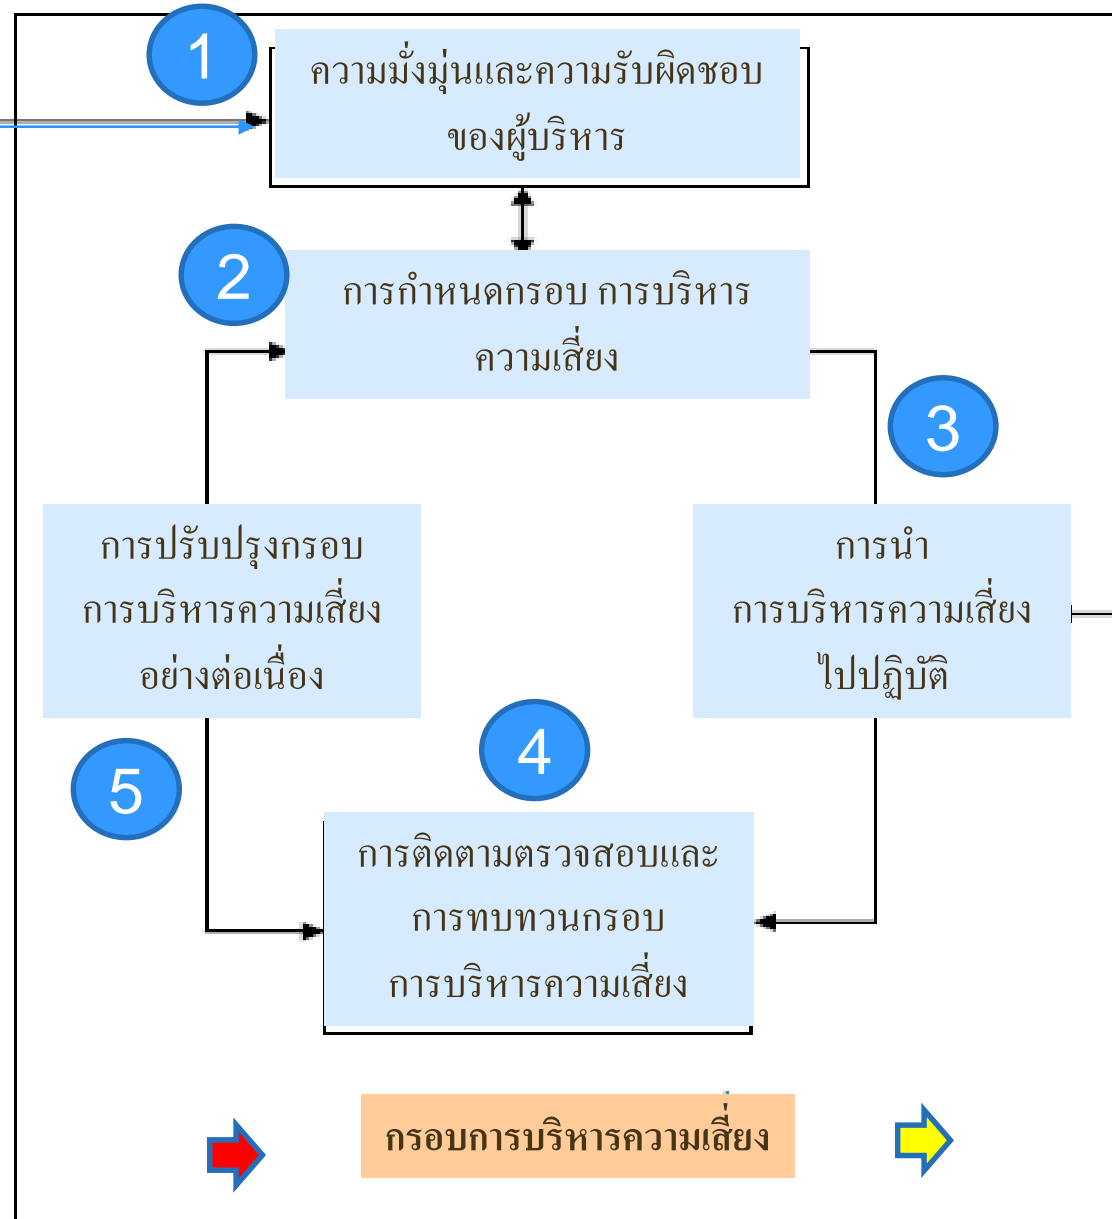 1
ความมั่งมุ่นและความรับผิดชอบ
ของผู้บริหาร
2
การกำหนดกรอบ การบริหาร
ความเสี่ยง
3
การนำ
การบริหารความเสี่ยง
ไปปฏิบัติ
4
การติดตามตรวจสอบและ
การทบทวนกรอบ
การบริหารความเสี่ยง
5
การปรับปรุงกรอบ
การบริหารความเสี่ยง
อย่างต่อเนื่อง
กรอบการบริหารความเสี่ยง